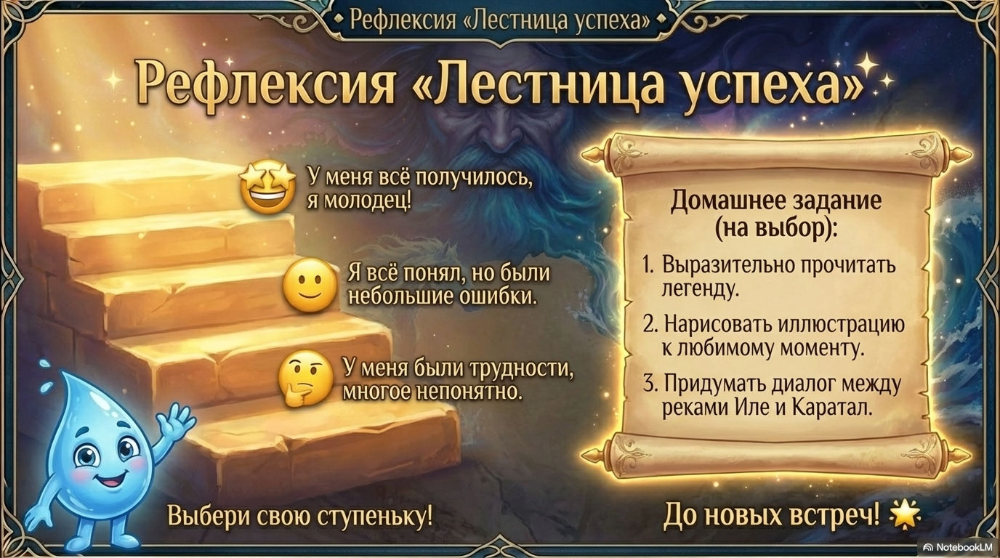 Рефлексия «Лестница успеха»
Рефлексия «Лестница успеха»
У меня всё получилось,
я молодец!
Я всё понял, но были
небольшие ошибки.
У меня были трудности,
многое непонятно.
Выбери свою ступеньку!
Домашнее задание
(на выбор):
1. Выразительно прочитать
легенду.
2. Нарисовать иллюстрацию
к любимому моменту.
3. Придумать диалог между
реками Иле и Каратал.
До новых встреч!
NotebookLM